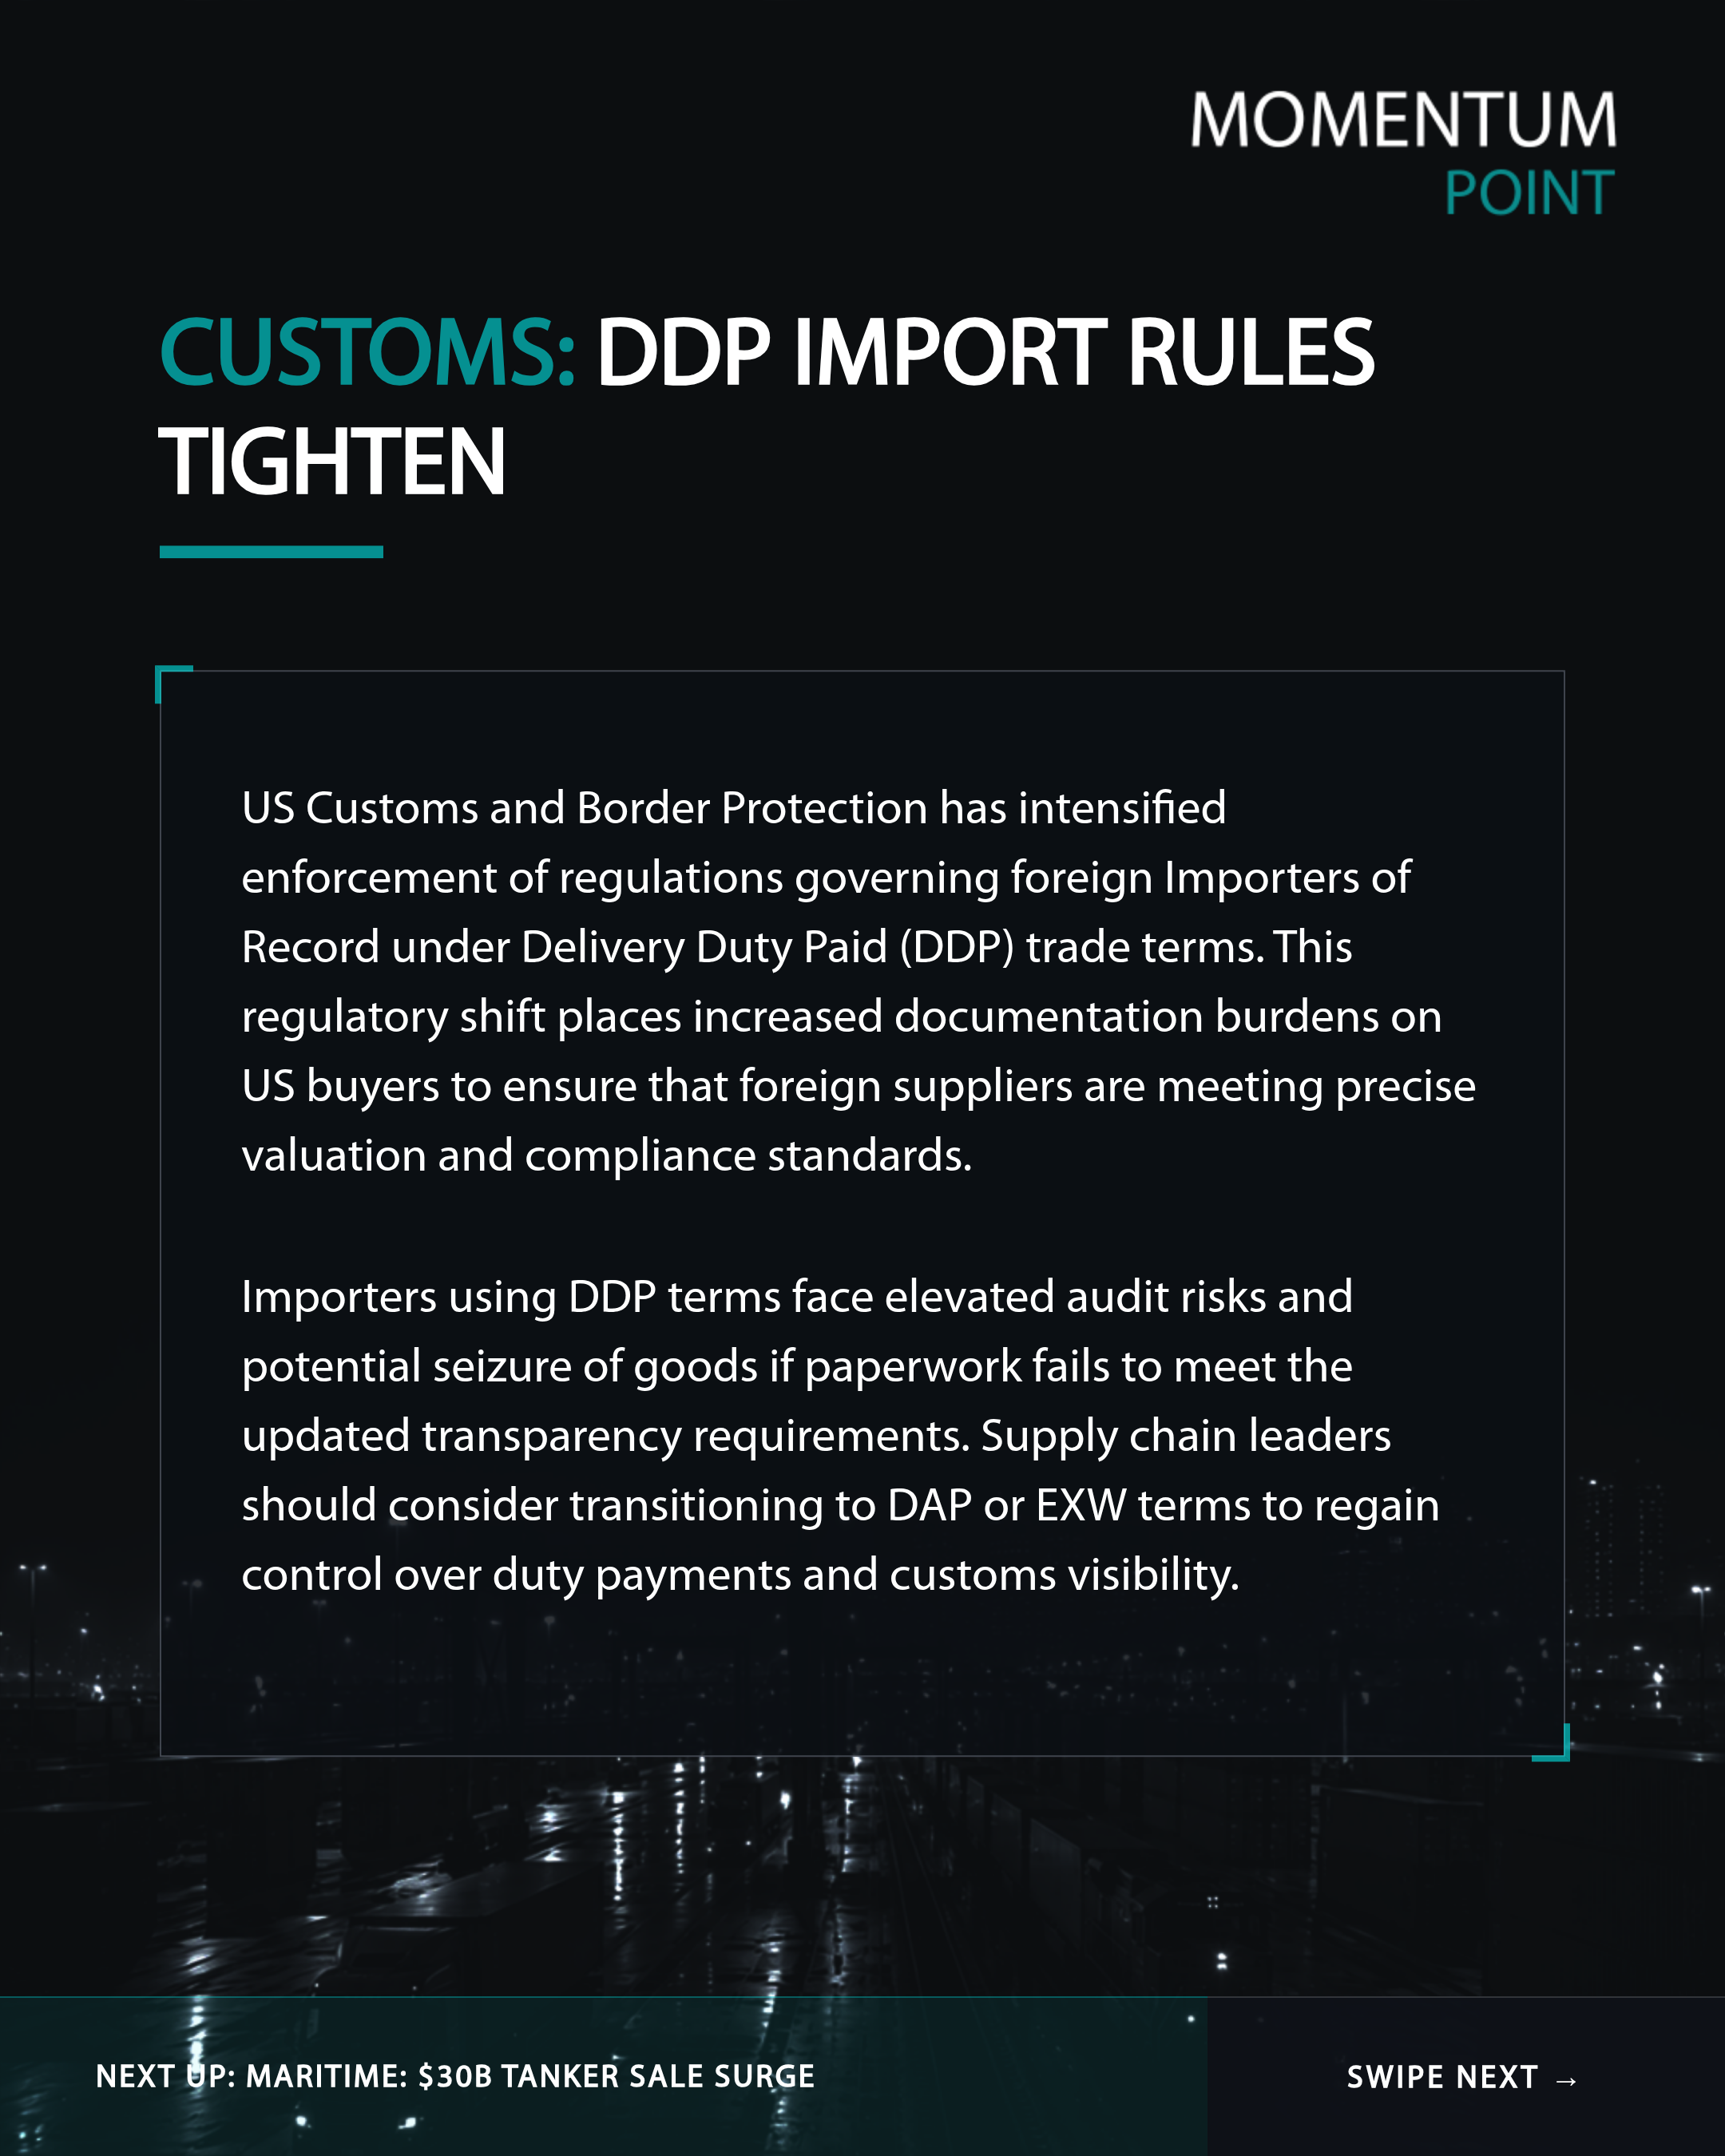 MOMENTUM
POINT
CUSTOMS: DDP IMPORT RULES
TIGHTEN
US Customs and Border Protection has intensified
enforcement of regulations governing foreign Importers of
Record under Delivery Duty Paid (DDP) trade terms. This
regulatory shift places increased documentation burdens on
US buyers to ensure that foreign suppliers are meeting precise
valuation and compliance standards.
Importers using DDP terms face elevated audit risks and
potential seizure of goods if paperwork fails to meet the
updated transparency requirements. Supply chain leaders
should consider transitioning to DAP or EXW terms to regain
control over duty payments and customs visibility.
NEXT UP: MARITIME: $30B TANKER SALE SURGE
SWIPE NEXT →